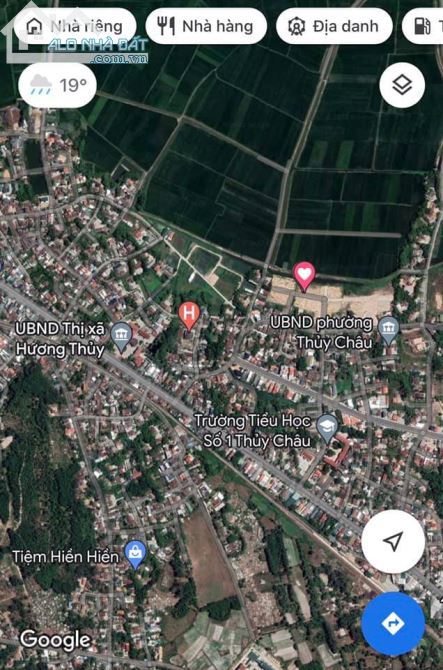 Nhà riêng
Nhà hàng
Địa danh
ALO NHÀ ĐẤT
.com.vn
19°
H
UBND Thị xã
Hương Thủy
UBND phường
Thủy Châu
Trường Tiểu Học
Số 1 Thủy Châu
Tiệm Hiền Hiền
Google